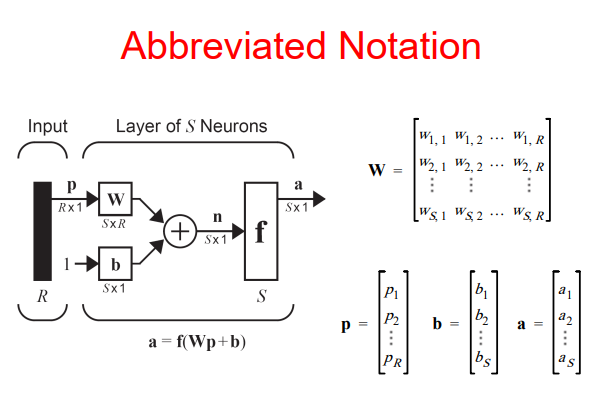 Abbreviated Notation
Input
Layer of S Neurons
p
R x 1
W
S x R
1
b
S x 1
+
n
S x 1
f
a
S x 1
R
S
a = f(Wp+b)
W =
w1, 1 w1, 2 … w1, R
w2, 1 w2, 2 … w2, R
⋮ ⋮ ⋮
wS, 1 wS, 2 … wS, R
p =
p1
p2
⋮
pR
b =
b1
b2
⋮
bS
a =
a1
a2
⋮
aS